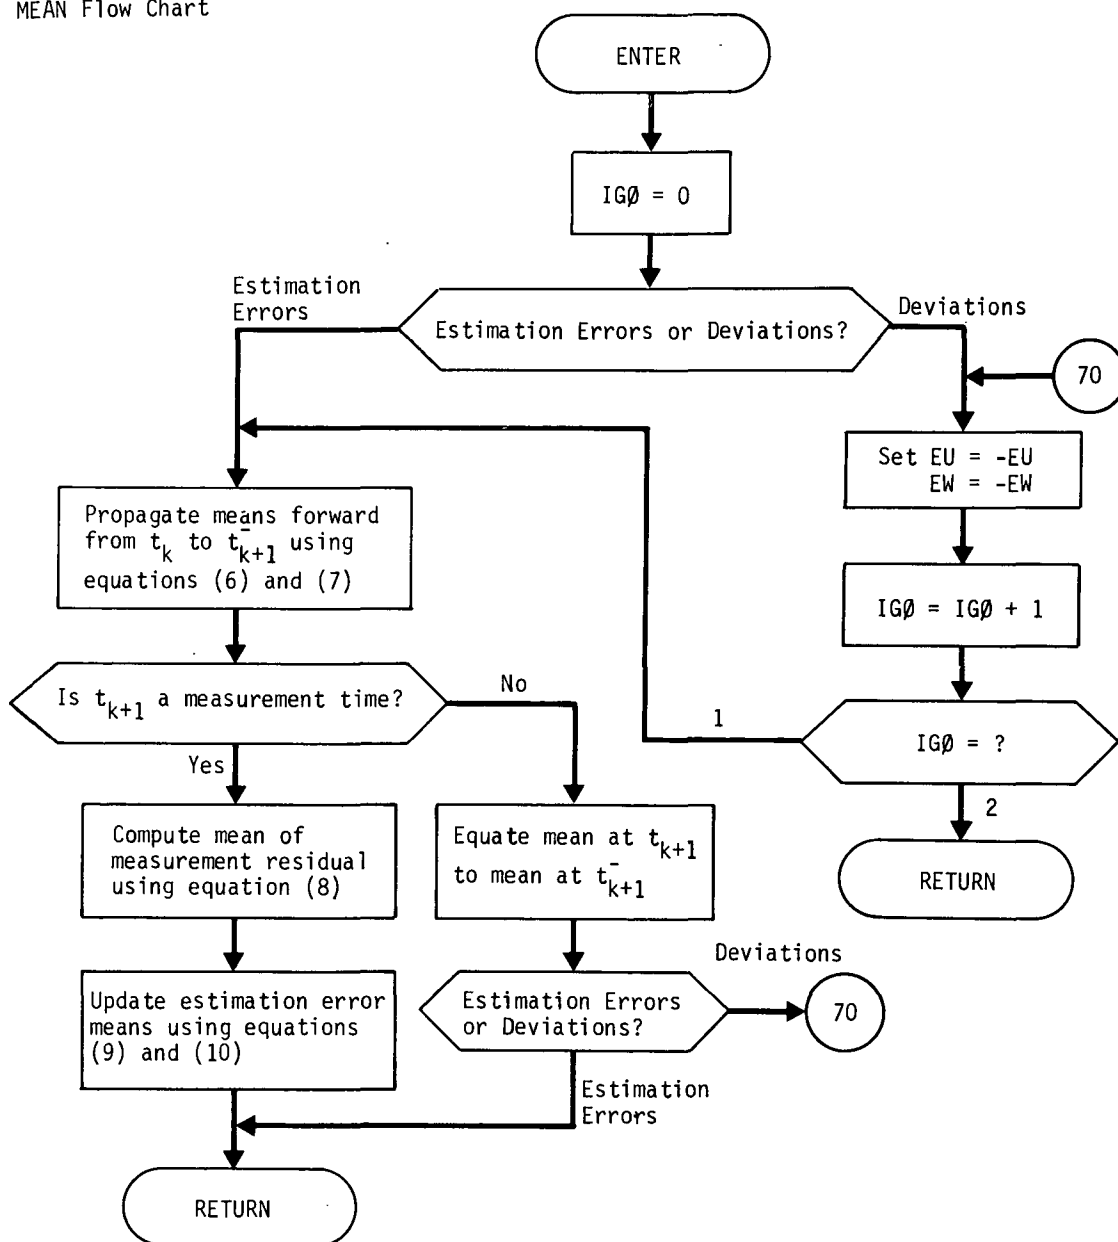 MEAN Flow Chart
ENTER
IGØ = 0
Estimation
Errors
Estimation Errors or Deviations?
Deviations
70
Set EU = -EU
EW = -EW
Propagate means forward
from t_k to t⁻_{k+1} using
equations (6) and (7)
IGØ = IGØ + 1
Is t_{k+1} a measurement time?
No
1
IGØ = ?
Yes
2
Compute mean of
measurement residual
using equation (8)
Equate mean at t_{k+1}
to mean at t⁻_{k+1}
RETURN
Deviations
Update estimation error
means using equations
(9) and (10)
Estimation Errors
or Deviations?
70
Estimation
Errors
RETURN